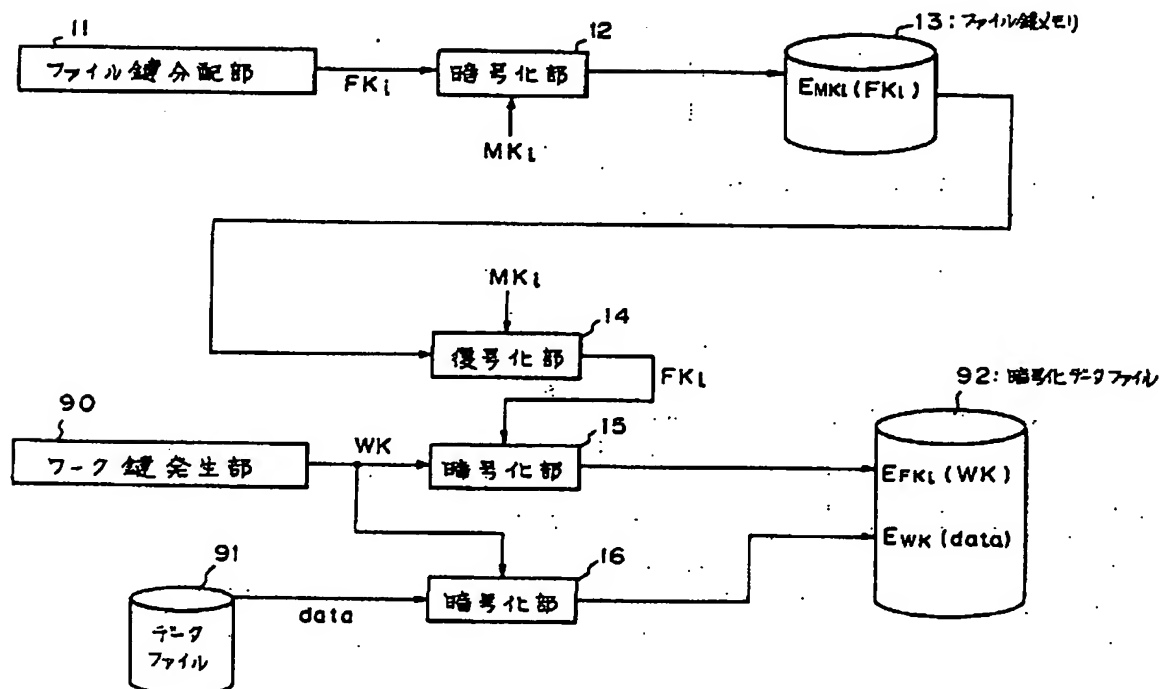 11
ファイル鍵分配部
FKi
12
暗号化部
MKi
13:ファイル鍵メモリ
EMKi(FKi)
MKi
14
復号化部
FKi
90
ワーク鍵発生部
WK
15
暗号化部
92:暗号化データファイル
EFKi(WK)
EWK(data)
91
データ
ファイル
data
16
暗号化部